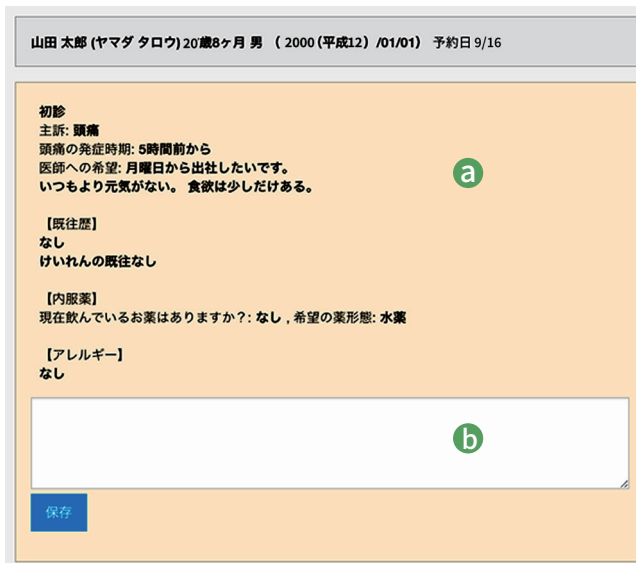 山田 太郎 (ヤマダ タロウ) 20歳8ヶ月 男 ( 2000 (平成12) /01/01) 予約日 9/16
初診
主訴: 頭痛
頭痛の発症時期: 5時間前から
医師への希望: 月曜日から出社したいです。
いつもより元気がない。 食欲は少しだけある。
a
【既往歴】
なし
けいれんの既往なし
【内服薬】
現在飲んでいるお薬はありますか？: なし , 希望の薬形態: 水薬
【アレルギー】
なし
b
保存